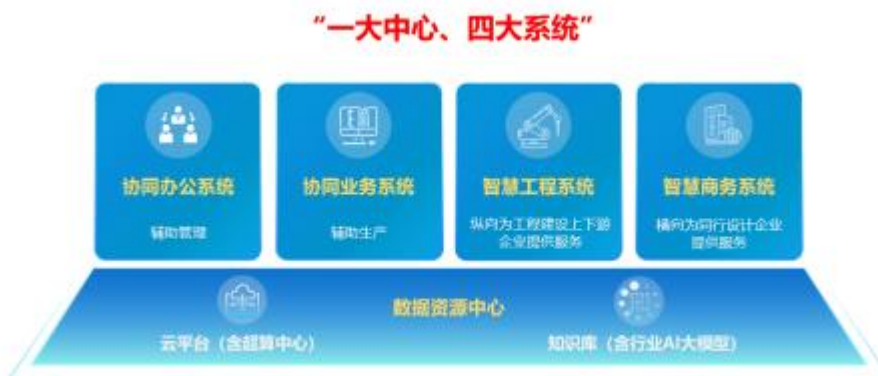 “一大中心、四大系统”
协同办公系统
辅助管理
协同业务系统
辅助生产
智慧工程系统
纵向为工程建设上下游
企业提供服务
智慧商务系统
横向为同行设计企业
提供服务
数据资源中心
云平台（含超算中心）
知识库（含行业AI大模型）